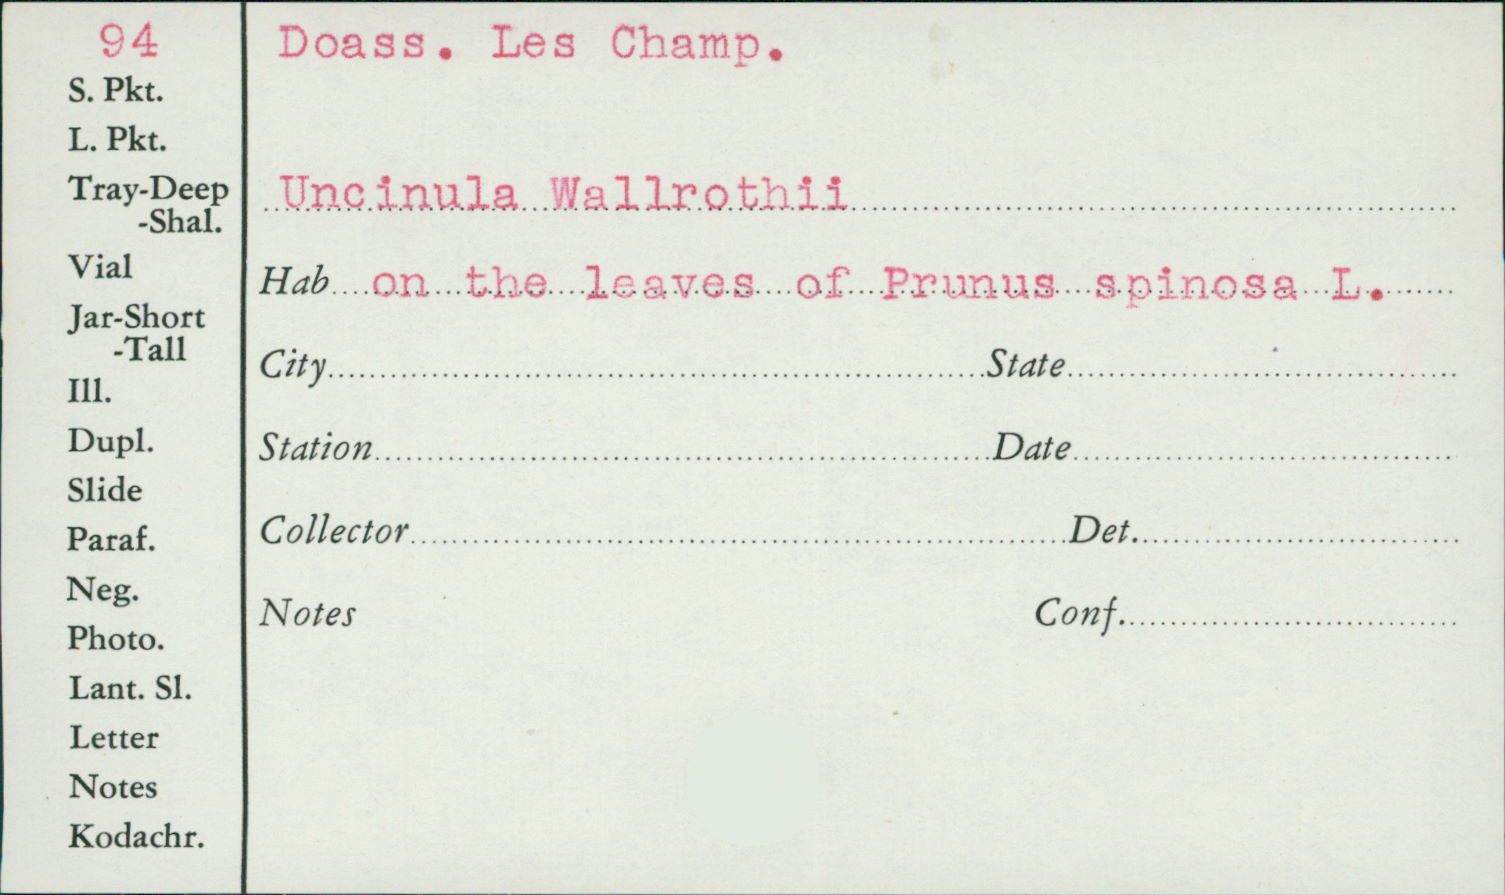 94
S. Pkt.
L. Pkt.
Tray-Deep
-Shal.
Vial
Jar-Short
-Tall
Ill.
Dupl.
Slide
Paraf.
Neg.
Photo.
Lant. Sl.
Letter
Notes
Kodachr.
Doass. Les Champ.
Uncinula Wallrothii
Hab on the leaves of Prunus spinosa L.
City State
Station Date
Collector Det.
Notes Conf.